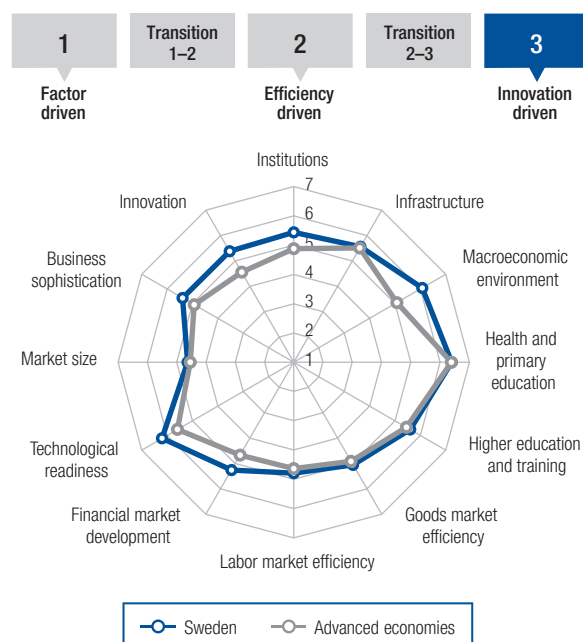 1
Transition
1–2
2
Transition
2–3
3
Factor
driven
Efficiency
driven
Innovation
driven
Institutions
7
6
5
4
3
2
1
Infrastructure
Macroeconomic
environment
Health and
primary
education
Higher education
and training
Goods market
efficiency
Labor market efficiency
Financial market
development
Technological
readiness
Market size
Business
sophistication
Innovation
Sweden
Advanced economies